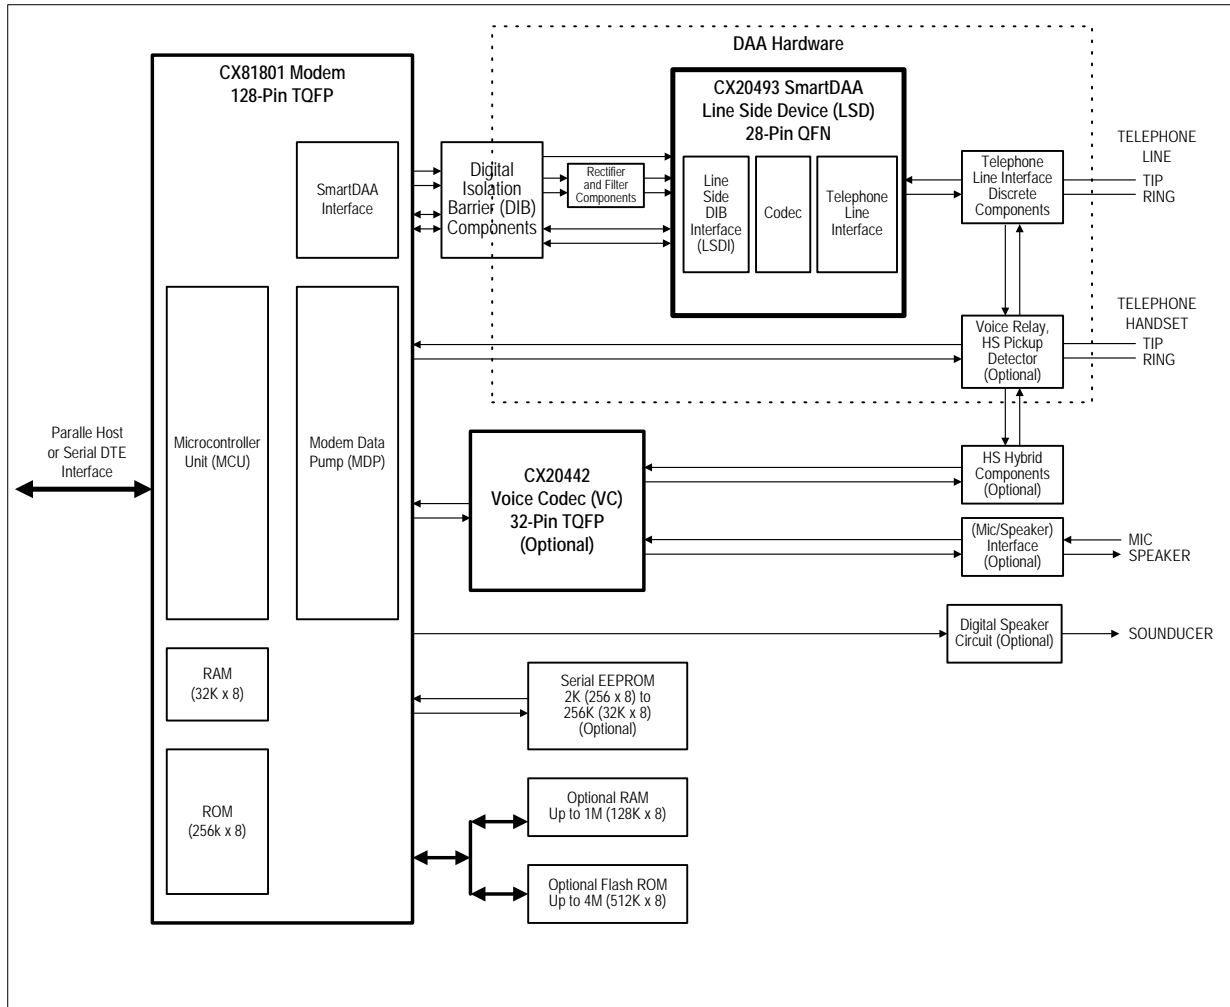 DAA Hardware
CX81801 Modem
128-Pin TQFP
SmartDAA
Interface
Digital
Isolation
Barrier (DIB)
Components
Rectifier
and Filter
Components
CX20493 SmartDAA
Line Side Device (LSD)
28-Pin QFN
Line
Side
DIB
Interface
(LSDI)
Codec
Telephone
Line
Interface
Telephone
Line Interface
Discrete
Components
TELEPHONE
LINE
TIP
RING
Voice Relay,
HS Pickup
Detector
(Optional)
TELEPHONE
HANDSET
TIP
RING
Paralle Host
or Serial DTE
Interface
Microcontroller
Unit (MCU)
Modem Data
Pump (MDP)
CX20442
Voice Codec (VC)
32-Pin TQFP
(Optional)
HS Hybrid
Components
(Optional)
(Mic/Speaker)
Interface
(Optional)
MIC
SPEAKER
Digital Speaker
Circuit (Optional)
SOUNDUCER
RAM
(32K x 8)
Serial EEPROM
2K (256 x 8) to
256K (32K x 8)
(Optional)
ROM
(256k x 8)
Optional RAM
Up to 1M (128K x 8)
Optional Flash ROM
Up to 4M (512K x 8)